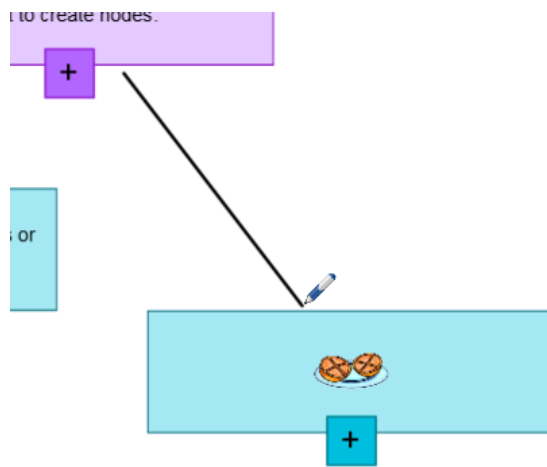 t to create nodes.
+
s or
+